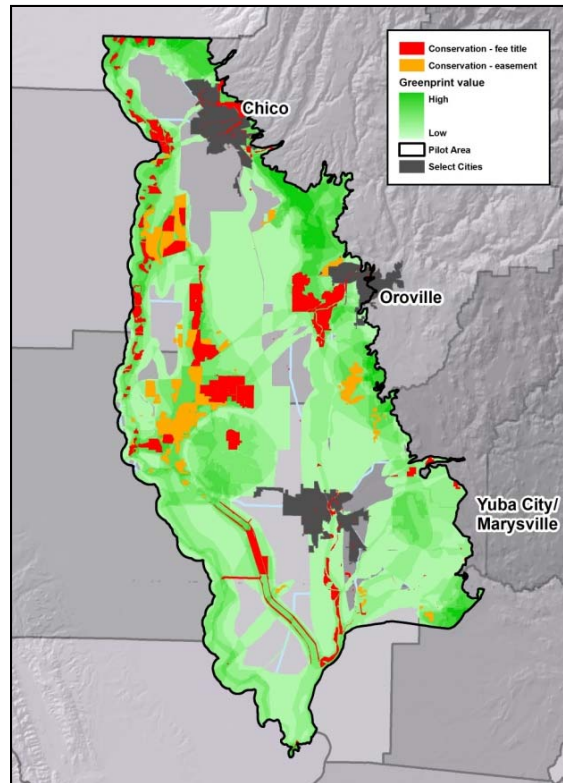 Conservation - fee title
Conservation - easement
Greenprint value
High
Low
Pilot Area
Select Cities
Chico
Oroville
Yuba City/
Marysville